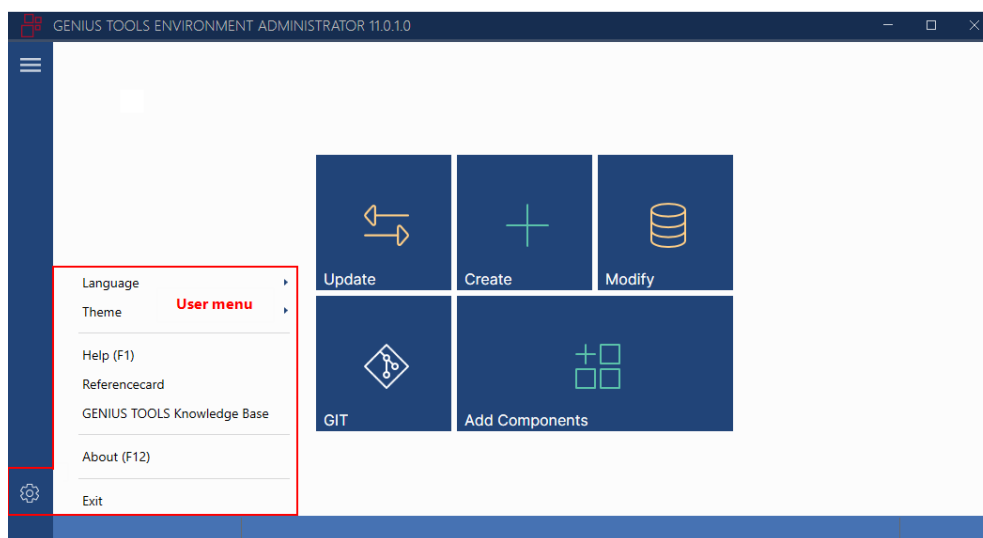 GENIUS TOOLS ENVIRONMENT ADMINISTRATOR 11.0.1.0
Update
Create
Modify
Language
User menu
Theme
Help (F1)
Referencecard
GENIUS TOOLS Knowledge Base
GIT
Add Components
About (F12)
Exit